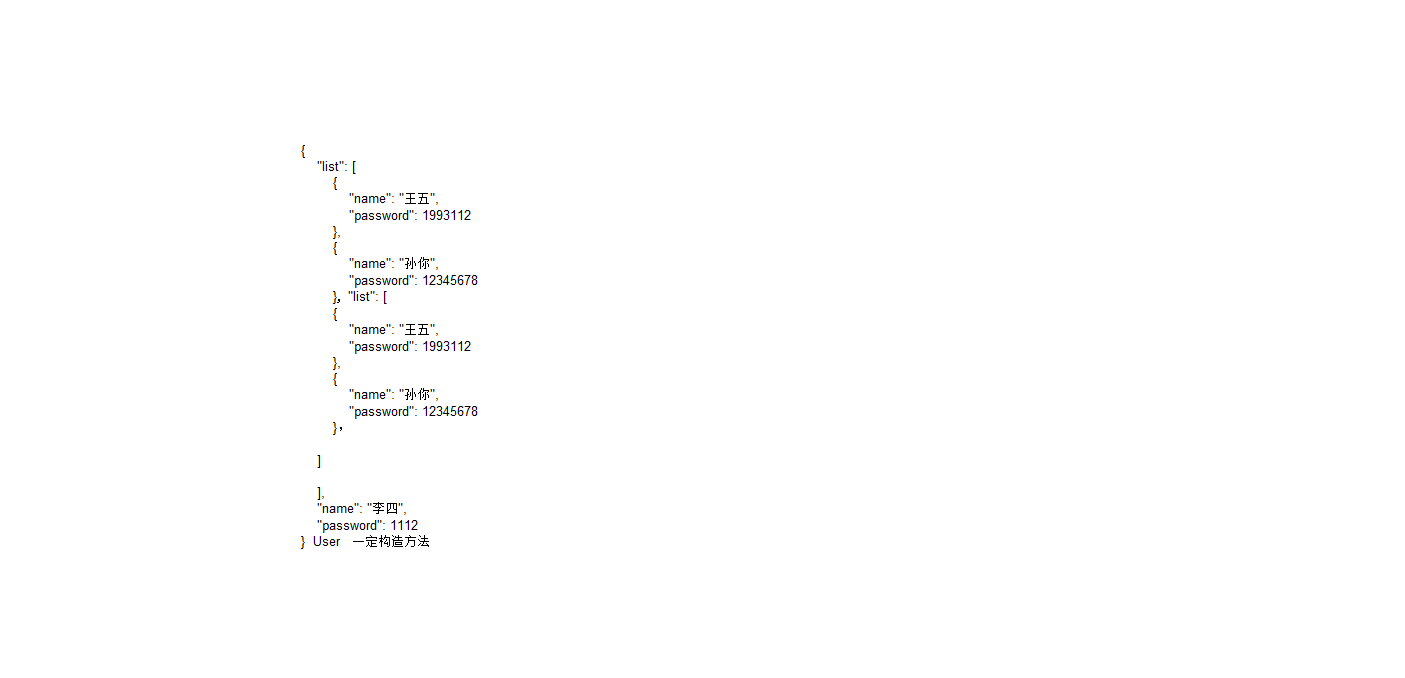 {
"list": [
{
"name": "王五",
"password": 1993112
},
{
"name": "孙你",
"password": 12345678
}，"list": [
{
"name": "王五",
"password": 1993112
},
{
"name": "孙你",
"password": 12345678
}，
]
],
"name": "李四",
"password": 1112
} User 一定构造方法